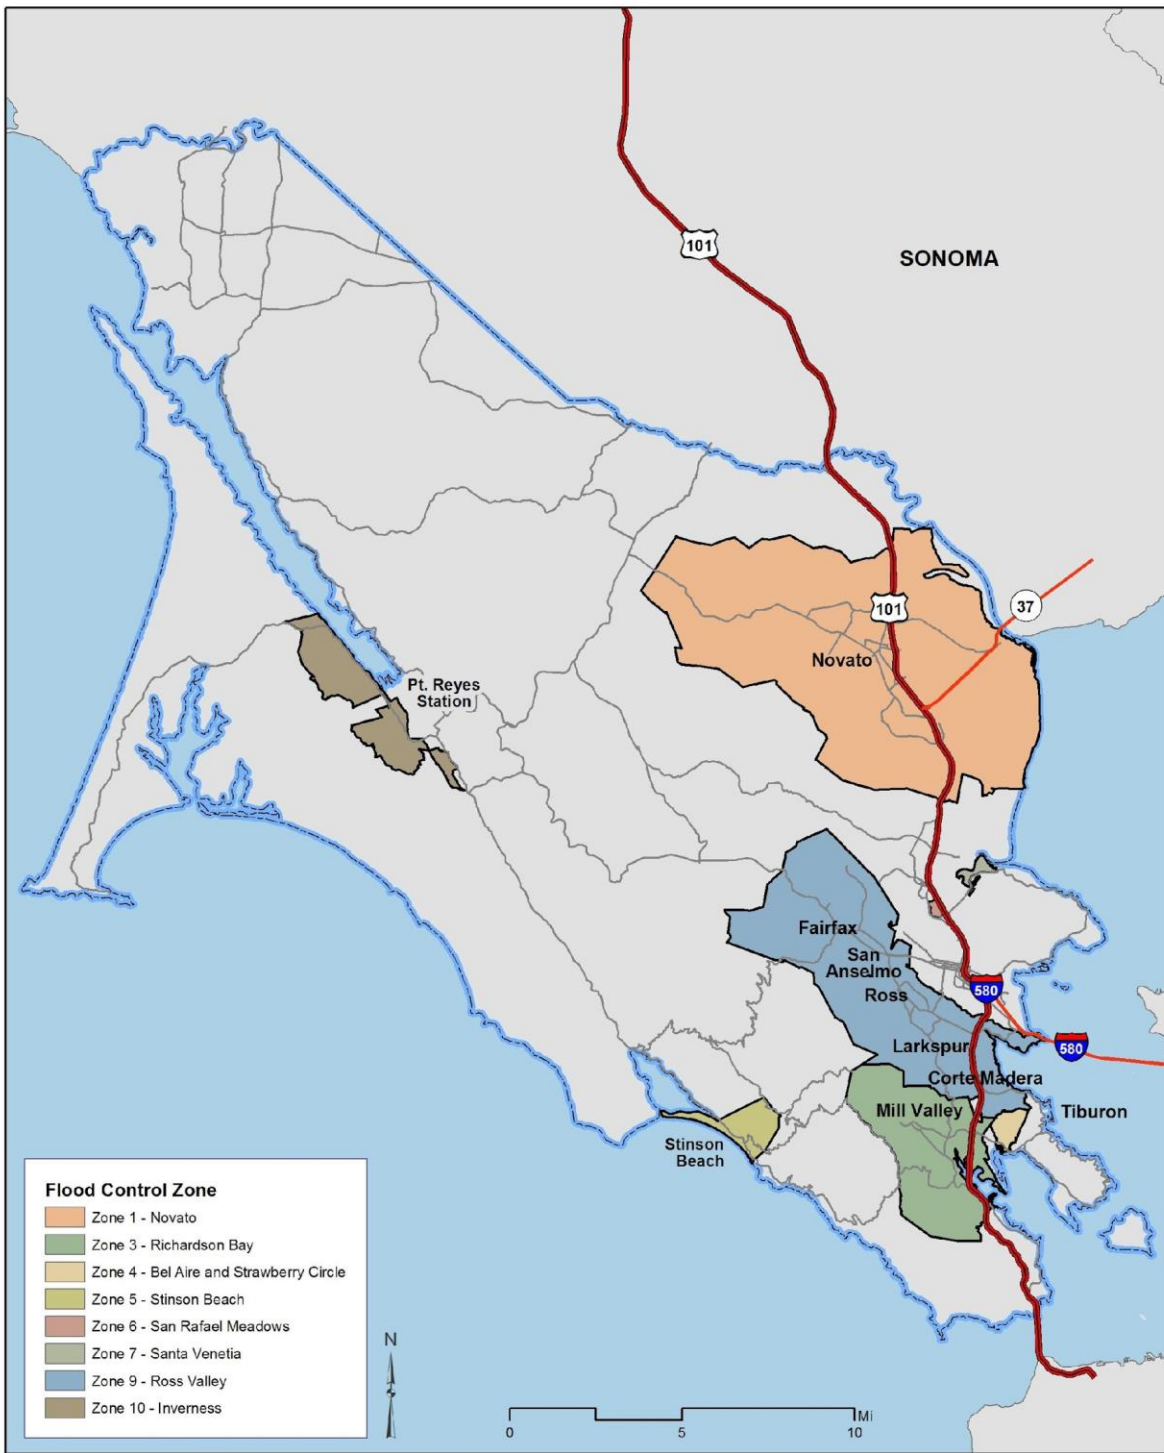 101
SONOMA
101
37
Novato
Pt. Reyes
Station
Fairfax
San
Anselmo
Ross
580
580
Larkspur
Corte Madera
Mill Valley
Tiburon
Stinson
Beach
Flood Control Zone
Zone 1 - Novato
Zone 3 - Richardson Bay
Zone 4 - Bel Aire and Strawberry Circle
Zone 5 - Stinson Beach
Zone 6 - San Rafael Meadows
Zone 7 - Santa Venetia
Zone 9 - Ross Valley
Zone 10 - Inverness
N
Mi
0 5 10